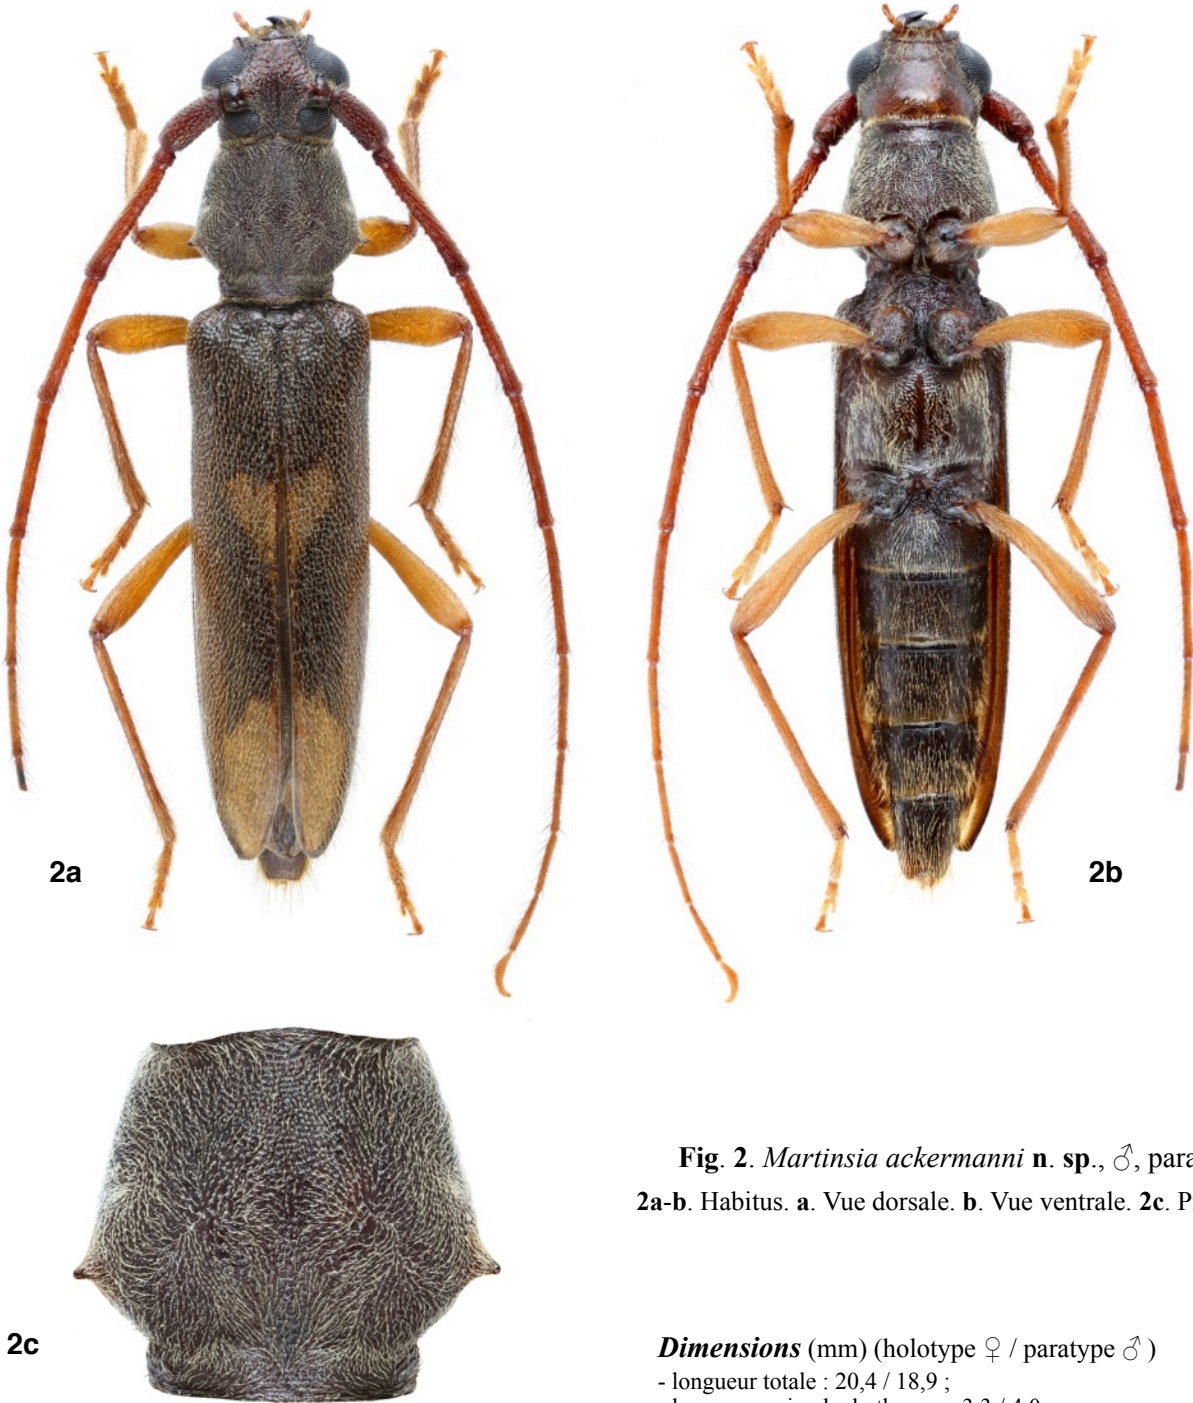 2a
2b
2c
Fig. 2. Martinsia ackermanni n. sp., ♂, para
2a-b. Habitus. a. Vue dorsale. b. Vue ventrale. 2c. P
Dimensions (mm) (holotype ♀ / paratype ♂ )
- longueur totale : 20,4 / 18,9 ;